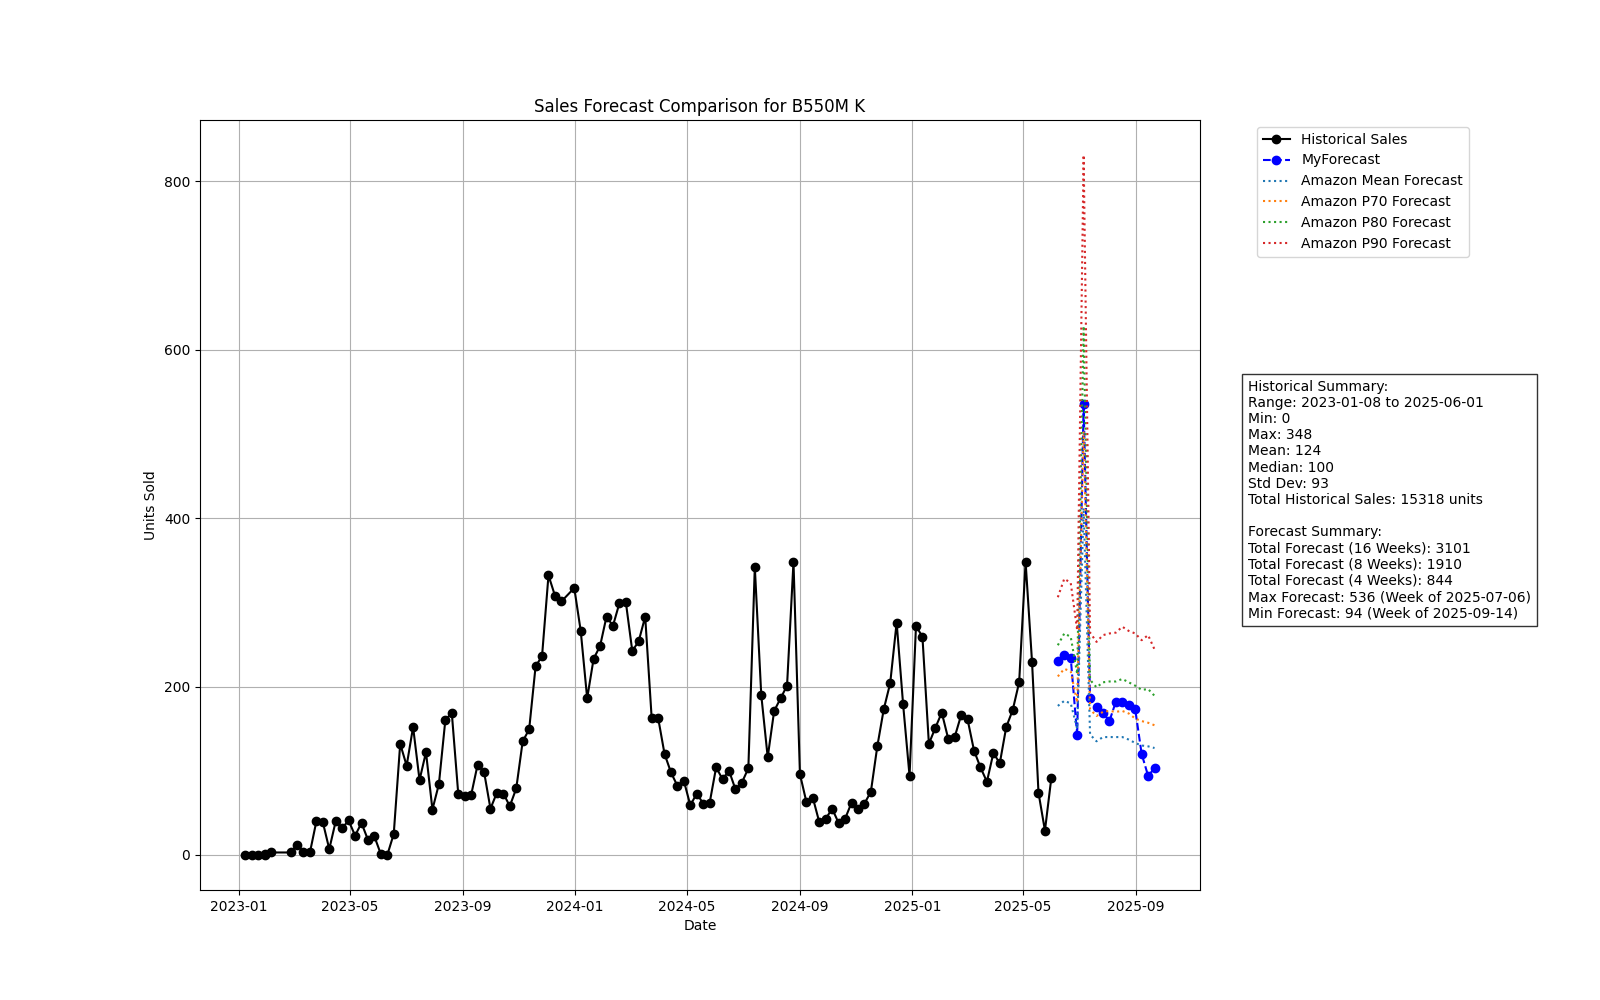 Sales Forecast Comparison for B550M K
Units Sold
800
600
400
200
0
2023-01
2023-05
2023-09
2024-01
2024-05
2024-09
2025-01
2025-05
2025-09
Date
Historical Sales
MyForecast
Amazon Mean Forecast
Amazon P70 Forecast
Amazon P80 Forecast
Amazon P90 Forecast
Historical Summary:
Range: 2023-01-08 to 2025-06-01
Min: 0
Max: 348
Mean: 124
Median: 100
Std Dev: 93
Total Historical Sales: 15318 units
Forecast Summary:
Total Forecast (16 Weeks): 3101
Total Forecast (8 Weeks): 1910
Total Forecast (4 Weeks): 844
Max Forecast: 536 (Week of 2025-07-06)
Min Forecast: 94 (Week of 2025-09-14)